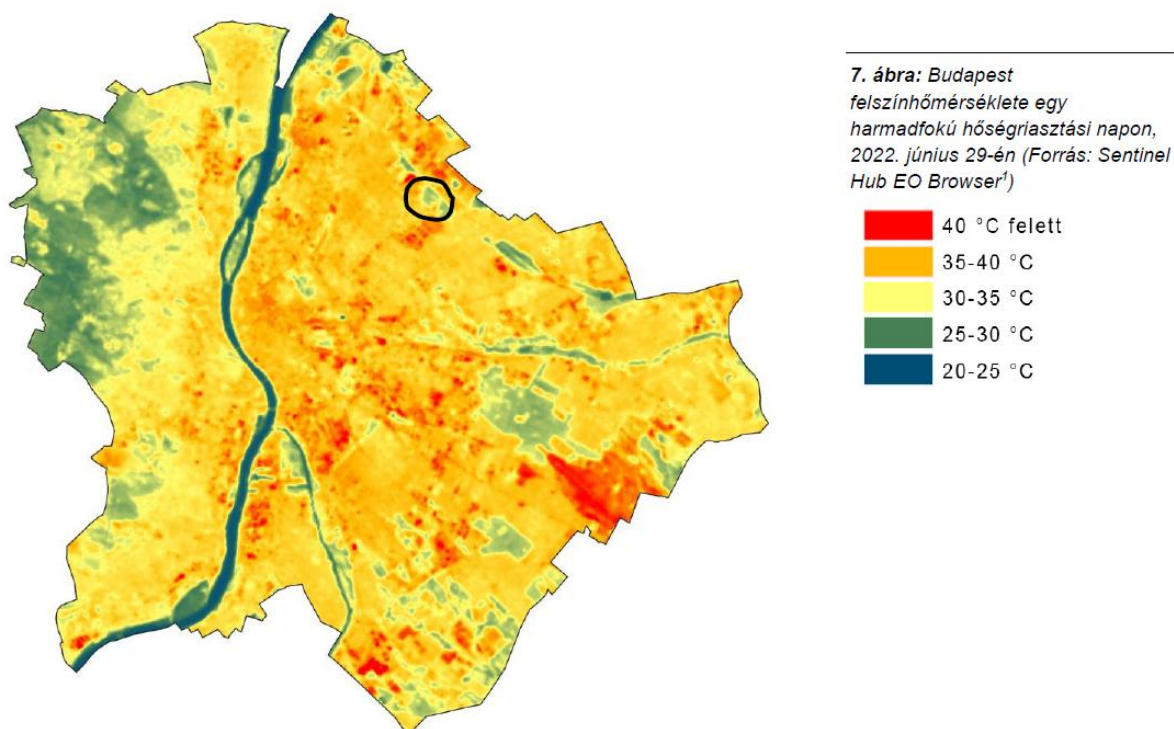 7. ábra: Budapest
felszínhőmérséklete egy
harmadfokú hőségriasztási napon,
2022. június 29-én (Forrás: Sentinel
Hub EO Browser¹)
40 °C felett
35-40 °C
30-35 °C
25-30 °C
20-25 °C